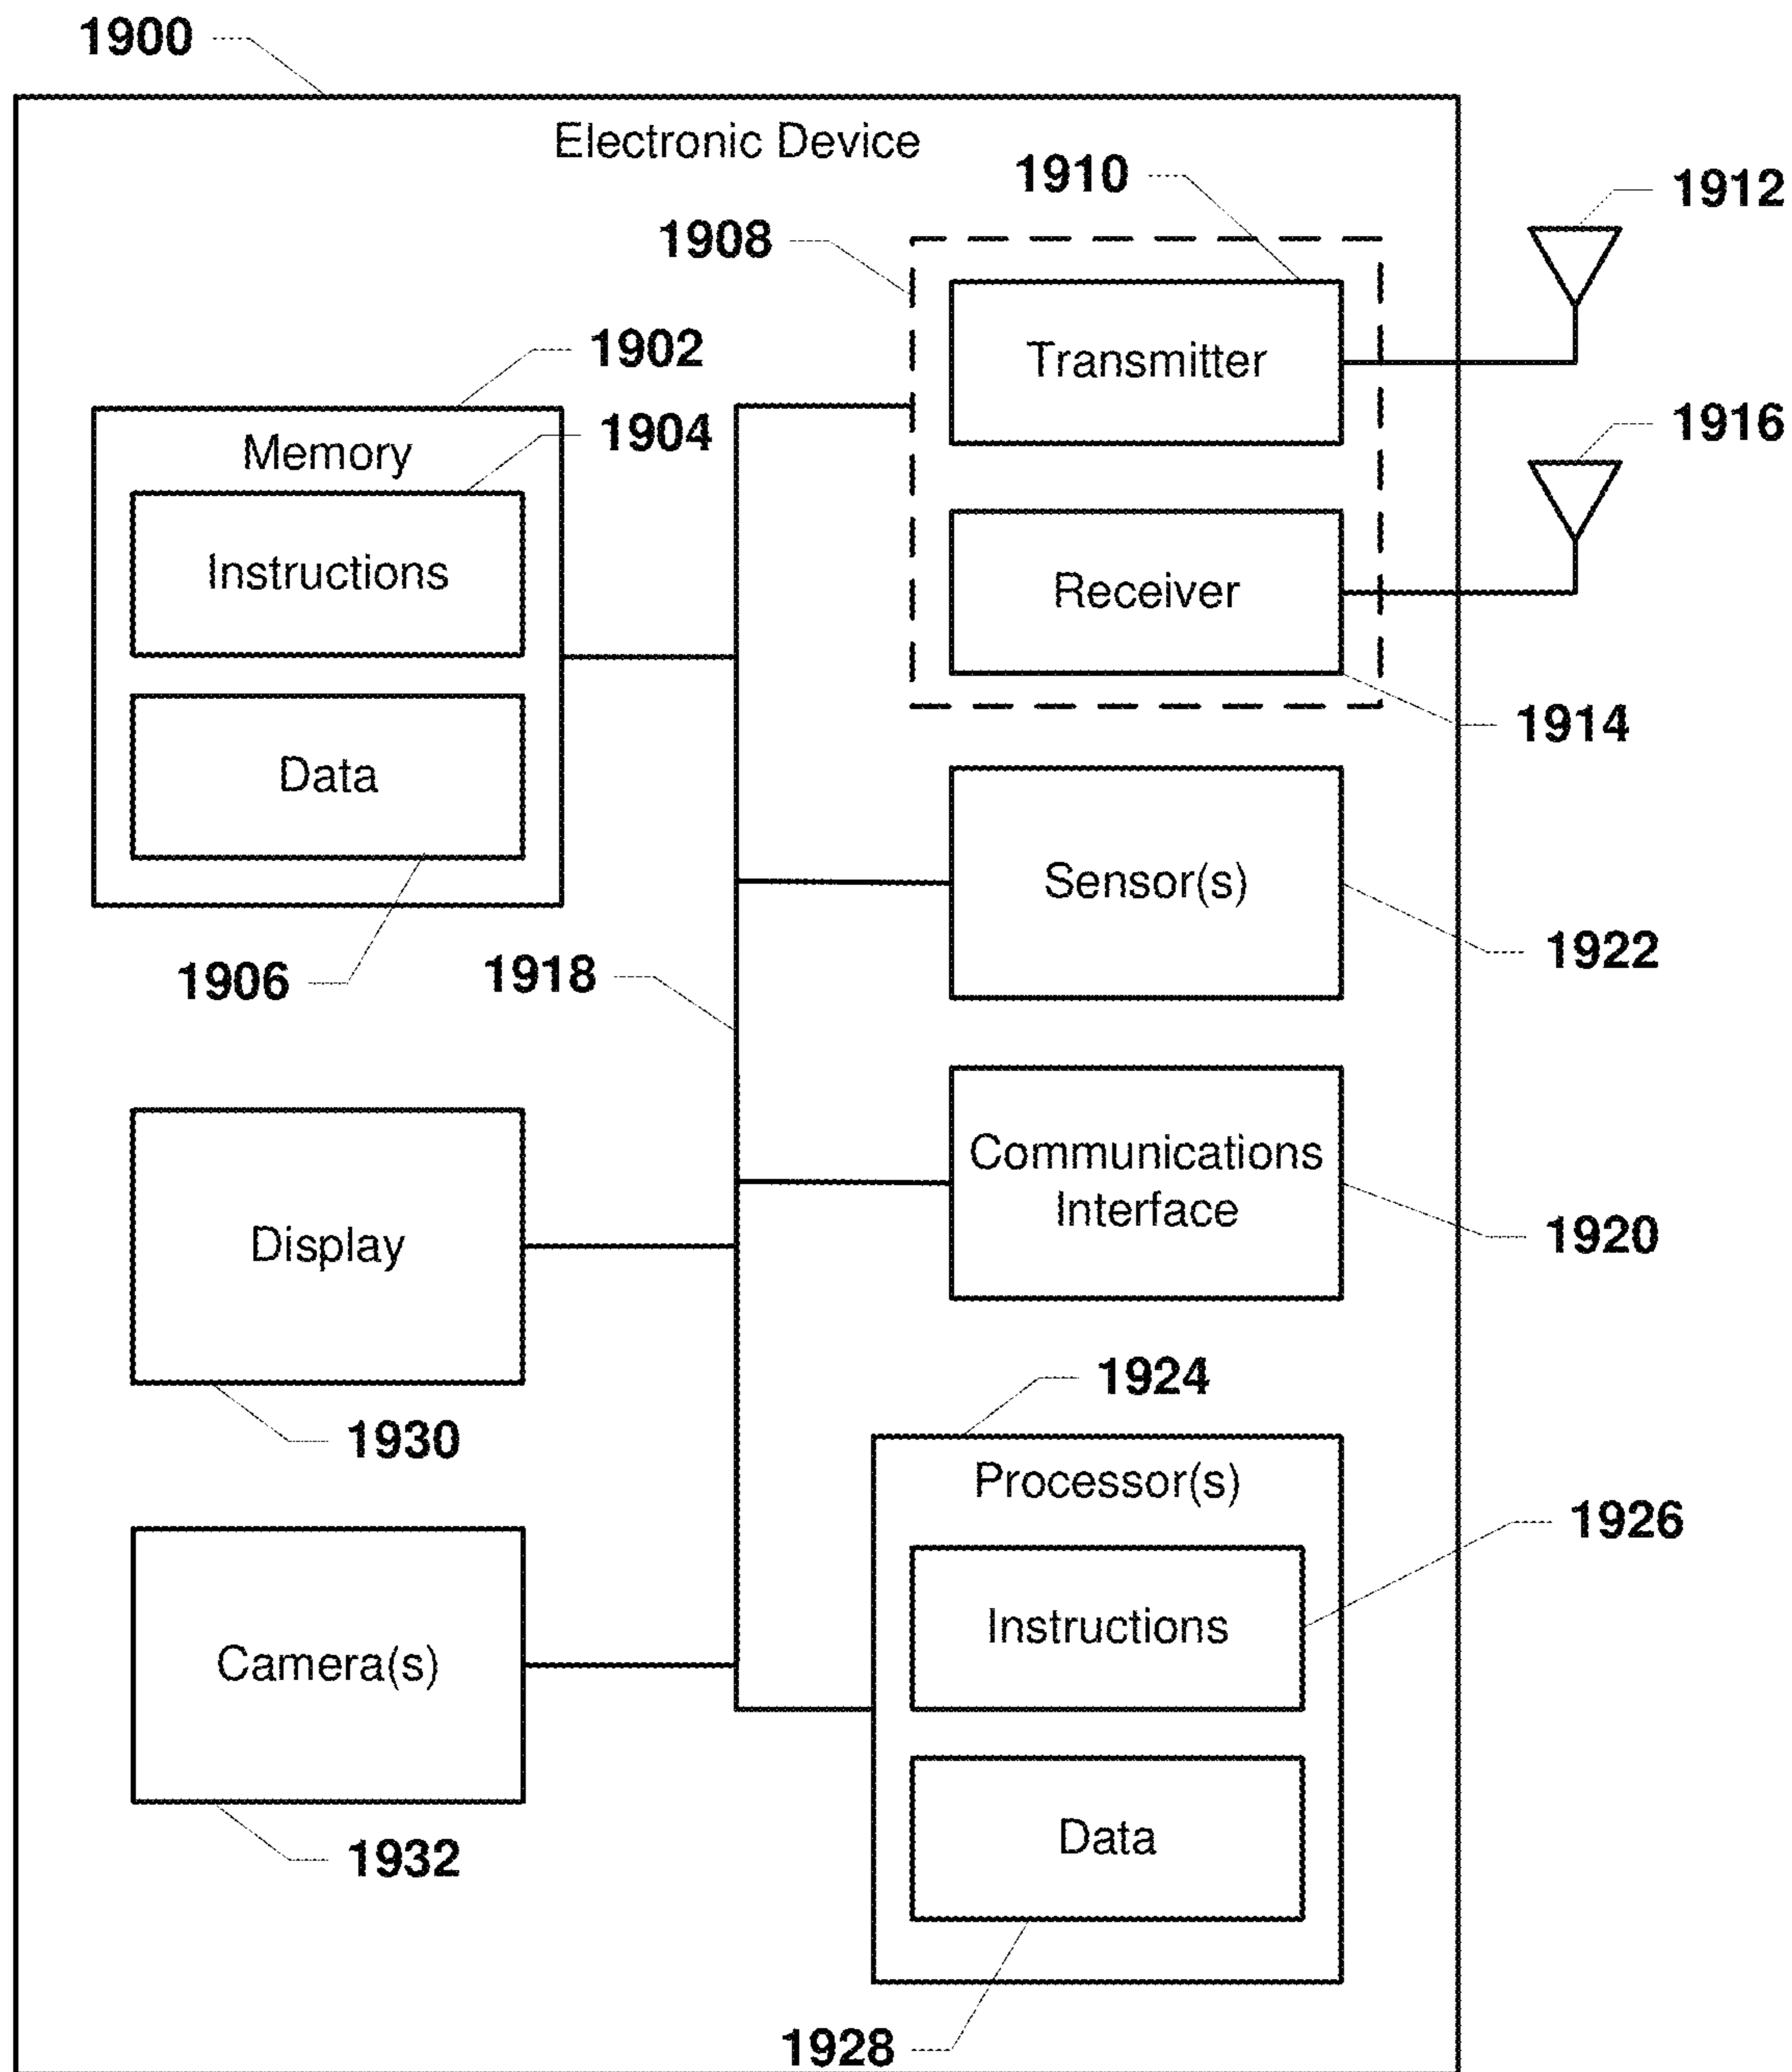 1900
Electronic Device
1910
1912
1908
Transmitter
1902
1904
Memory
1916
Instructions
Receiver
1914
Data
Sensor(s)
1922
1906
1918
Communications
Interface
1920
Display
1924
1930
Processor(s)
1926
Instructions
Camera(s)
Data
1932
1928